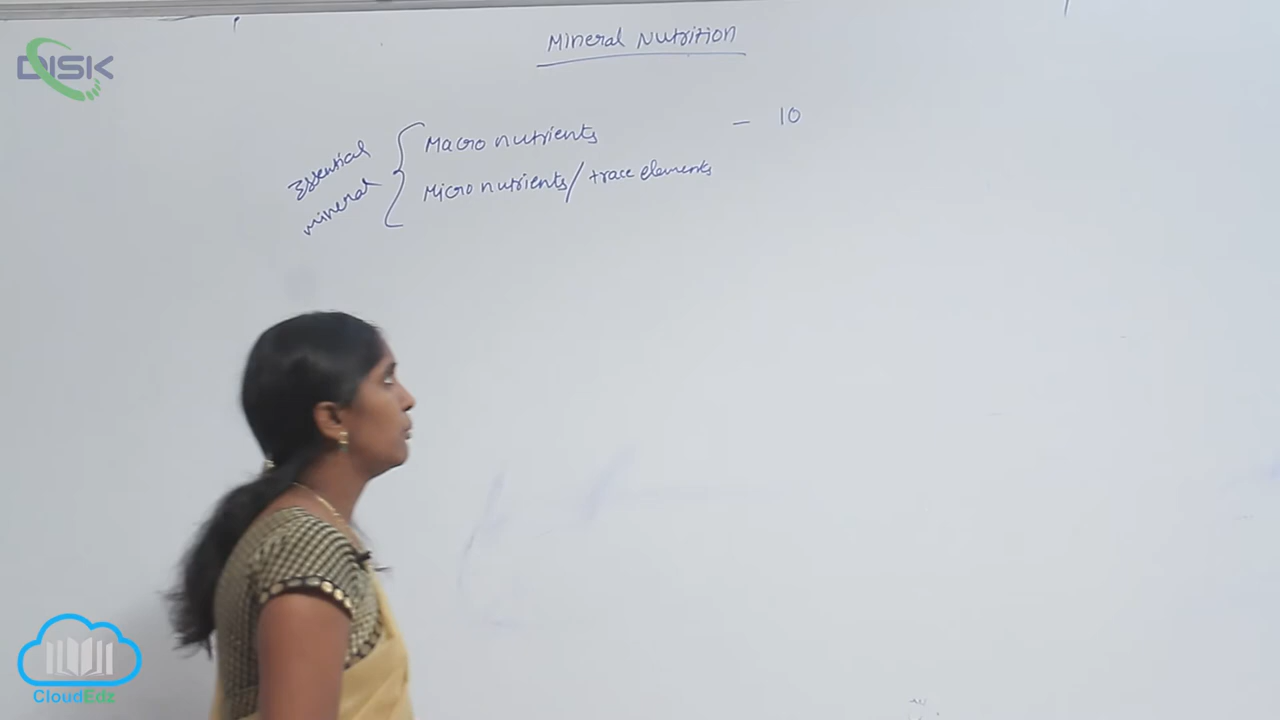 DISK
Mineral Nutrition
Essential mineral
Macro nutrients - 10
Micro nutrients/trace elements
CloudEdz